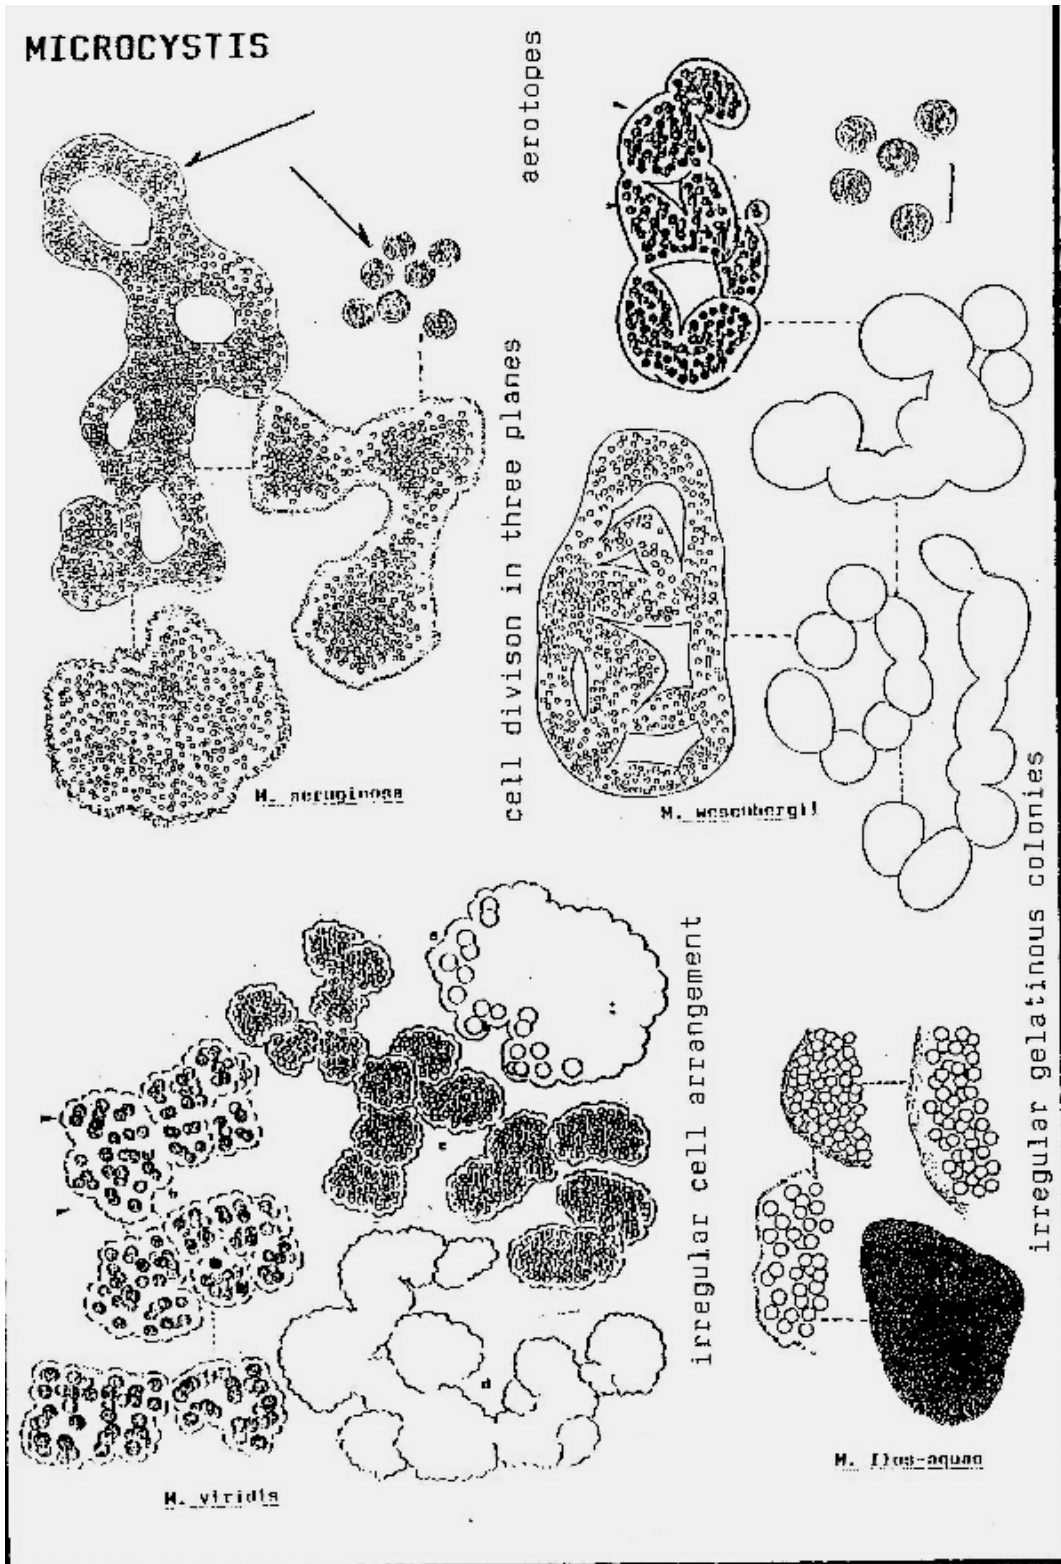 MICROCYSTIS
aerotopes
cell divison in three planes
M. aeruginosa
M. wesenbergii
irregular gelatinous colonies
irregular cell arrangement
c
d
M. flos-aquae
M. viridis